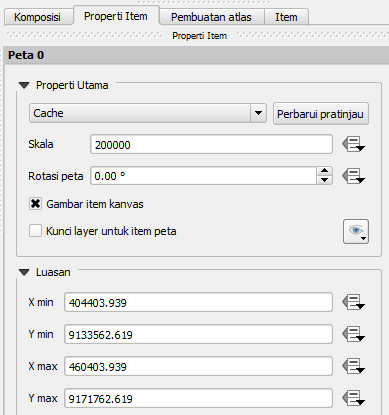 Komposisi Properti Item Pembuatan atlas Item
Properti Item
Peta 0
Properti Utama
Cache Perbarui pratinjau
Skala 200000
Rotasi peta 0.00 °
Gambar item kanvas
Kunci layer untuk item peta
Luasan
X min 404403.939
Y min 9133562.619
X max 460403.939
Y max 9171762.619